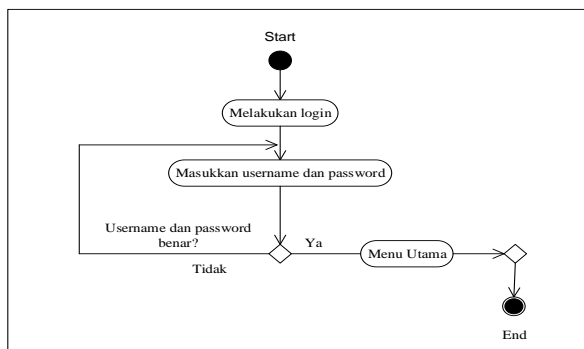 Start
Melakukan login
Masukkan username dan password
Username dan password
benar?
Ya
Menu Utama
Tidak
End